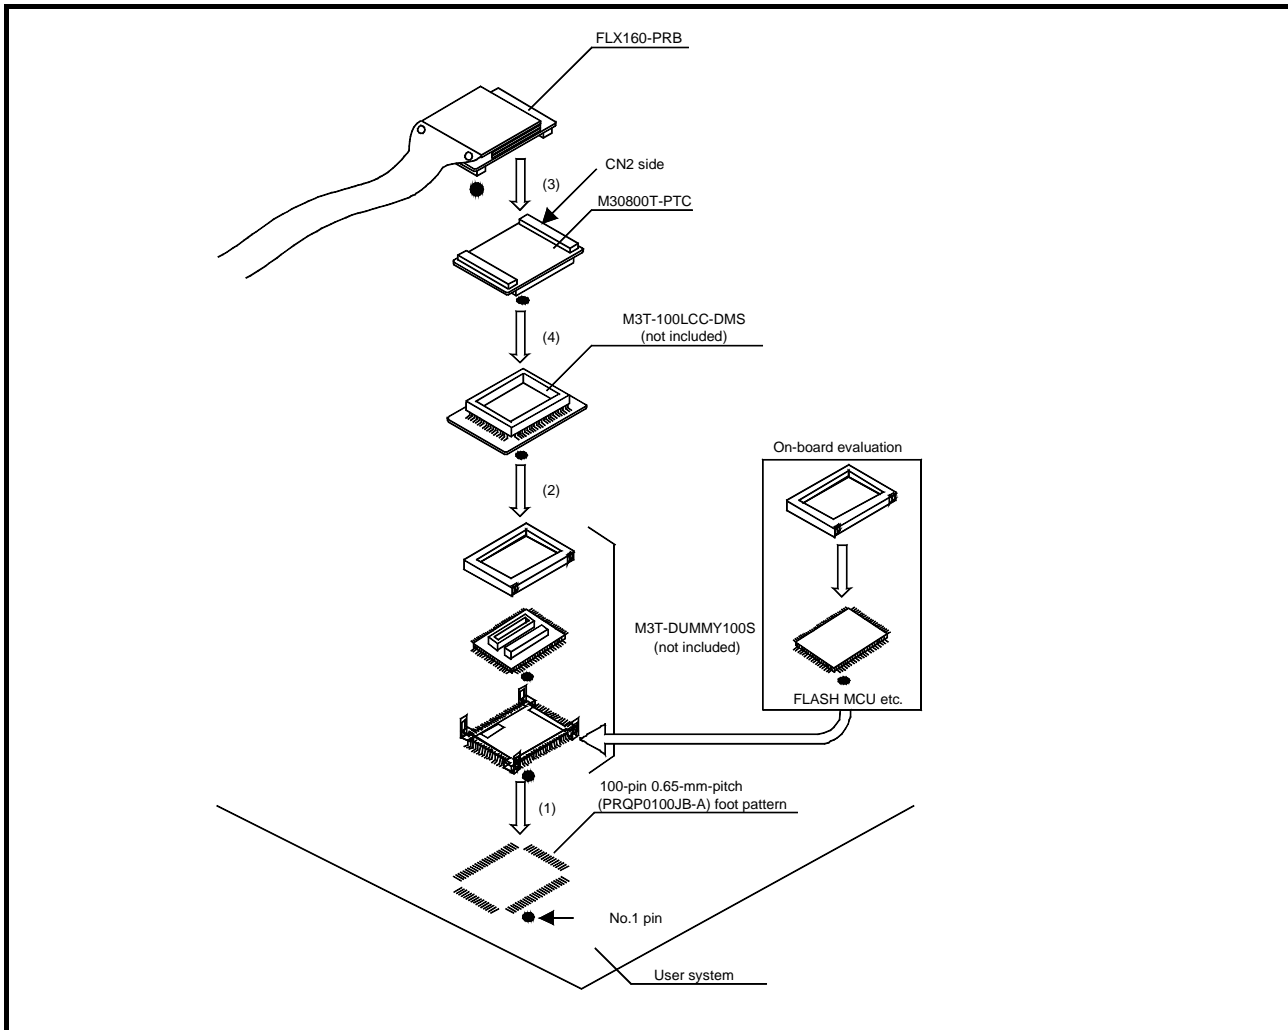 FLX160-PRB
CN2 side
(3)
M30800T-PTC
M3T-100LCC-DMS
(not included)
(4)
On-board evaluation
(2)
M3T-DUMMY100S
(not included)
FLASH MCU etc.
100-pin 0.65-mm-pitch
(PRQP0100JB-A) foot pattern
(1)
No.1 pin
User system